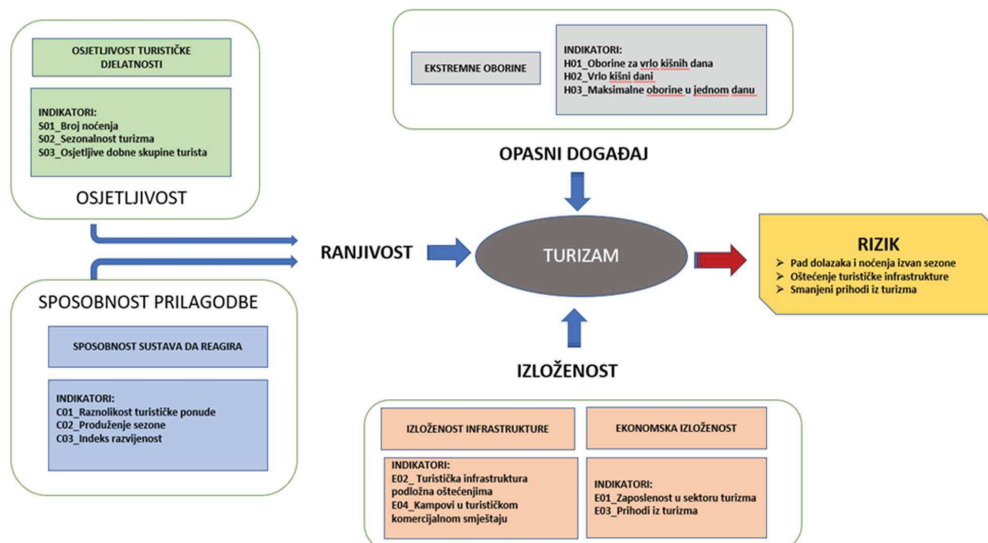 OSJETLJIVOST TURISTIČKE
DJELATNOSTI
INDIKATORI:
S01_Broj noćenja
S02_Sezonalnost turizma
S03_Osjetljive dobne skupine turista
OSJETLJIVOST
EKSTREMNE OBORINE
INDIKATORI:
H01_Oborine za vrlo kišnih dana
H02_Vrlo kišni dani
H03_Maksimalne oborine u jednom danu
OPASNI DOGAĐAJ
RANJIVOST
TURIZAM
RIZIK
➢ Pad dolazaka i noćenja izvan sezone
➢ Oštećenje turističke infrastrukture
➢ Smanjeni prihodi iz turizma
SPOSOBNOST PRILAGODBE
SPOSOBNOST SUSTAVA DA REAGIRA
INDIKATORI:
C01_Raznolikost turističke ponude
C02_Produženje sezone
C03_Indeks razvijenost
IZLOŽENOST
IZLOŽENOST INFRASTRUKTURE
INDIKATORI:
E02_ Turistička infrastruktura
podložna oštećenjima
E04_Kampovi u turističkom
komercijalnom smještaju
EKONOMSKA IZLOŽENOST
INDIKATORI:
E01_Zaposlenost u sektoru turizma
E03_Prihodi iz turizma